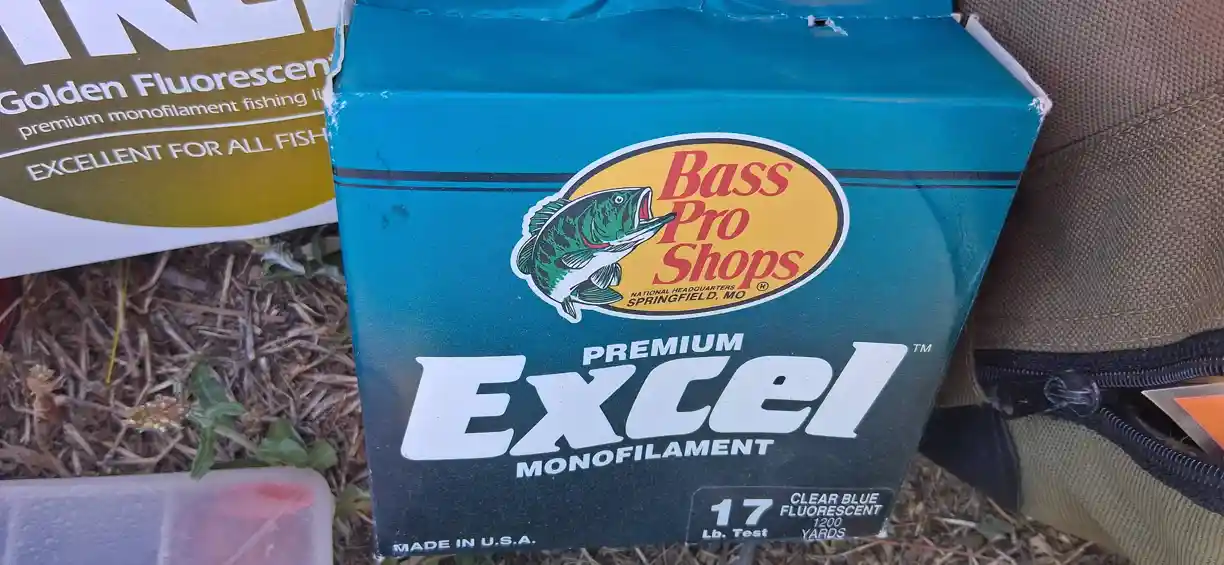 Golden Fluorescen
premium monofilament fishing li
EXCELLENT FOR ALL FISH
Bass
Pro
Shops
NATIONAL HEADQUARTERS
SPRINGFIELD, MO ®
PREMIUM
Excel™
MONOFILAMENT
17
Lb. Test
CLEAR BLUE
FLUORESCENT
1200
YARDS
MADE IN U.S.A.